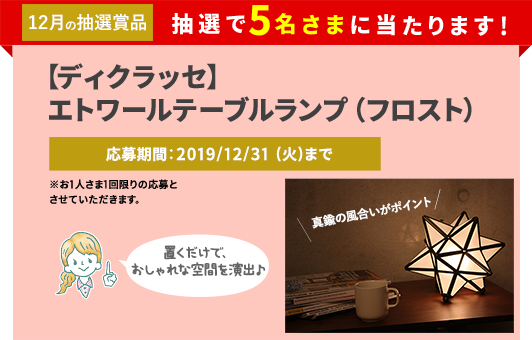 12月の抽選賞品
抽選で5名さまに当たります!
【ディクラッセ】
エトワールテーブルランプ(フロスト)
応募期間:2019/12/31 (火)まで
※お1人さま1回限りの応募と
させていただきます。
真鍮の風合いがポイント
置くだけで、
おしゃれな空間を演出♪